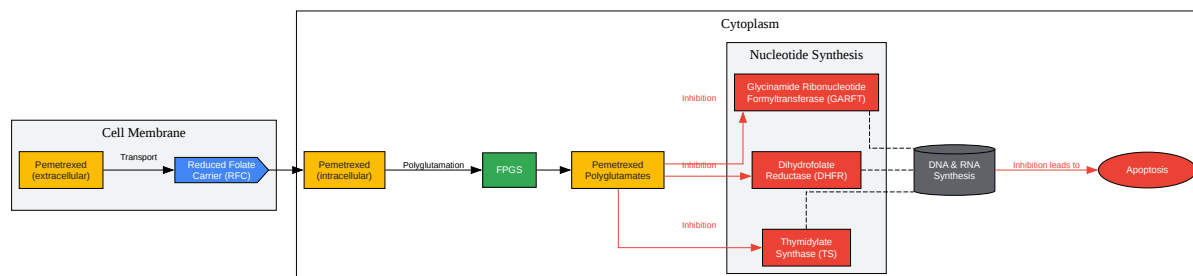 Cytoplasm
Nucleotide Synthesis
Glycinamide Ribonucleotide
Formyltransferase (GARFT)
Inhibition
Cell Membrane
Pemetrexed
(extracellular)
Transport
Reduced Folate
Carrier (RFC)
Pemetrexed
(intracellular)
Polyglutamation
FPGS
Pemetrexed
Polyglutamates
Inhibition
Dihydrofolate
Reductase (DHFR)
DNA & RNA
Synthesis
Inhibition leads to
Apoptosis
Inhibition
Thymidylate
Synthase (TS)